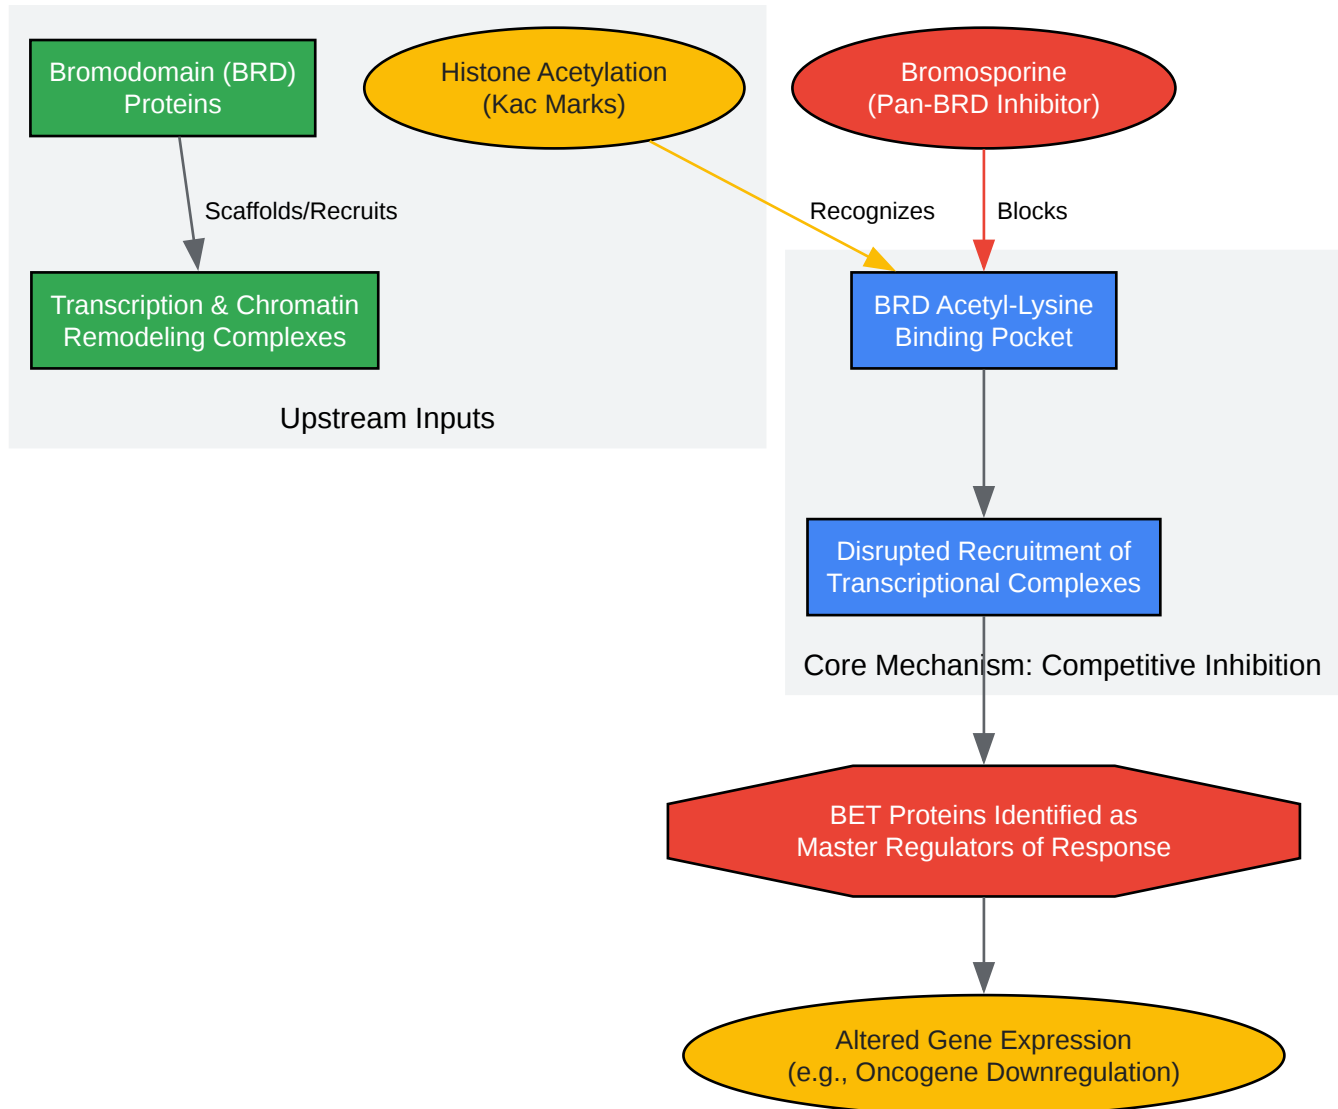 Bromodomain (BRD)
Proteins
Histone Acetylation
(Kac Marks)
Bromosporine
(Pan-BRD Inhibitor)
Scaffolds/Recruits
Recognizes
Blocks
Transcription & Chromatin
Remodeling Complexes
BRD Acetyl-Lysine
Binding Pocket
Upstream Inputs
Disrupted Recruitment of
Transcriptional Complexes
Core Mechanism: Competitive Inhibition
BET Proteins Identified as
Master Regulators of Response
Altered Gene Expression
(e.g., Oncogene Downregulation)